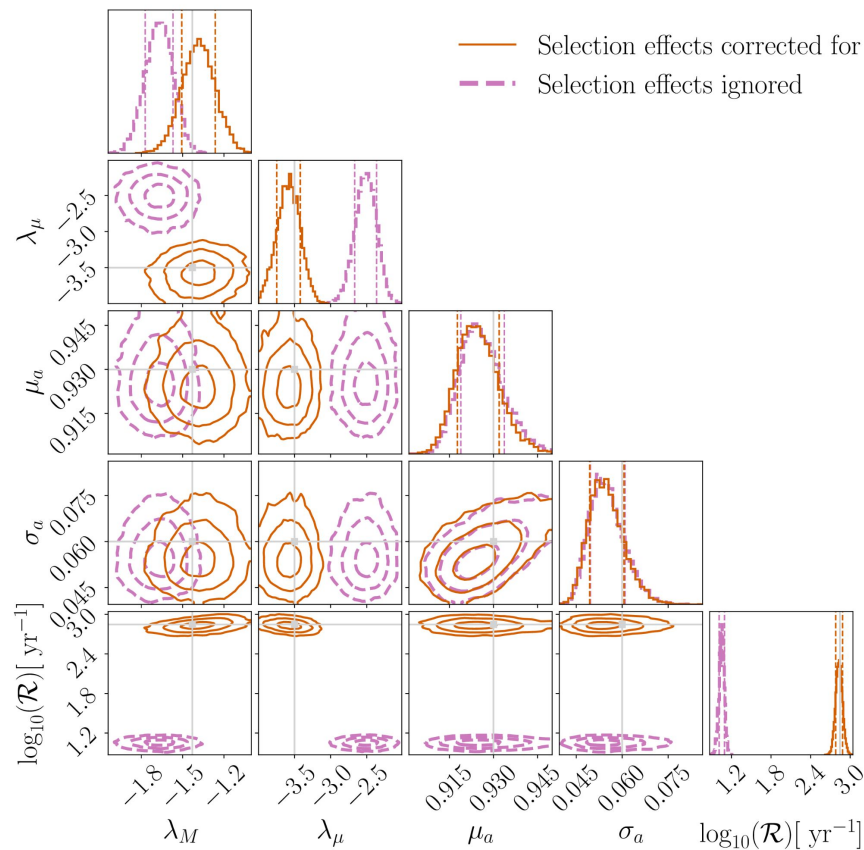 Selection effects corrected for
Selection effects ignored
λ_μ
−2.5
−3.0
−3.5
μ_a
0.945
0.930
0.915
σ_a
0.075
0.060
0.045
log₁₀(𝓡)[ yr⁻¹]
3.0
2.4
1.8
1.2
−1.8 −1.5 −1.2 −3.5 −3.0 −2.5 0.915 0.930 0.945 0.045 0.060 0.075 1.2 1.8 2.4 3.0
λ_M λ_μ μ_a σ_a log₁₀(𝓡)[ yr⁻¹]